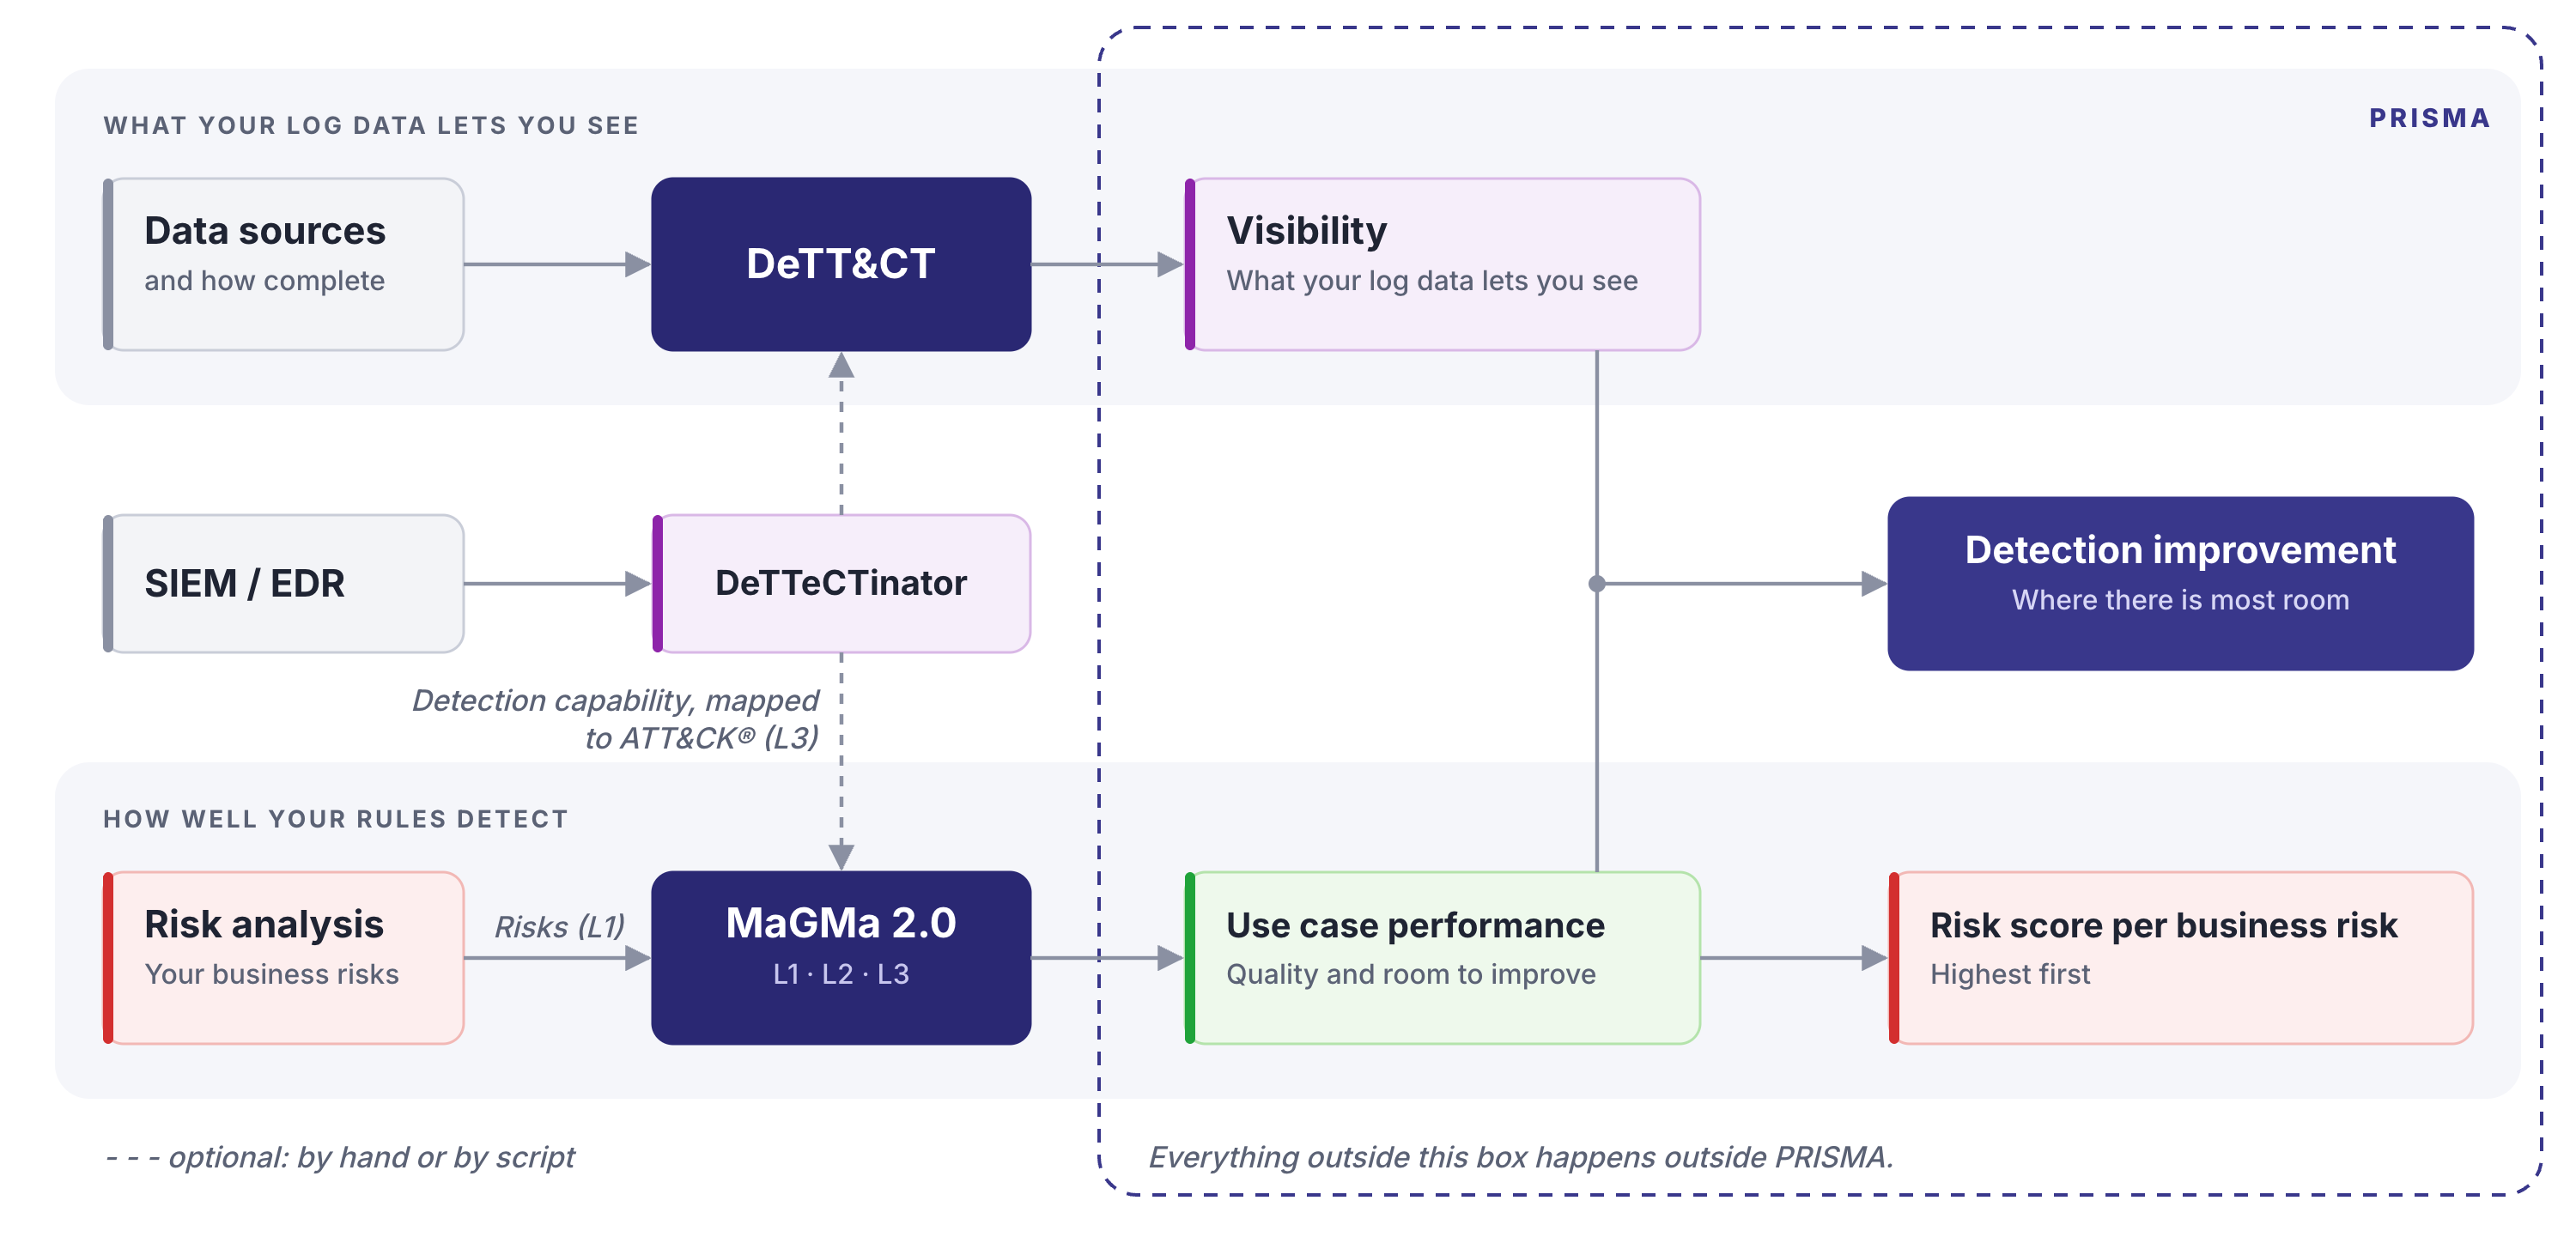 WHAT YOUR LOG DATA LETS YOU SEE
PRISMA
Data sources
and how complete
DeTT&CT
Visibility
What your log data lets you see
SIEM / EDR
DeTTeCTinator
Detection improvement
Where there is most room
Detection capability, mapped
to ATT&CK® (L3)
HOW WELL YOUR RULES DETECT
Risk analysis
Your business risks
Risks (L1)
MaGMa 2.0
L1 · L2 · L3
Use case performance
Quality and room to improve
Risk score per business risk
Highest first
- - - optional: by hand or by script
Everything outside this box happens outside PRISMA.